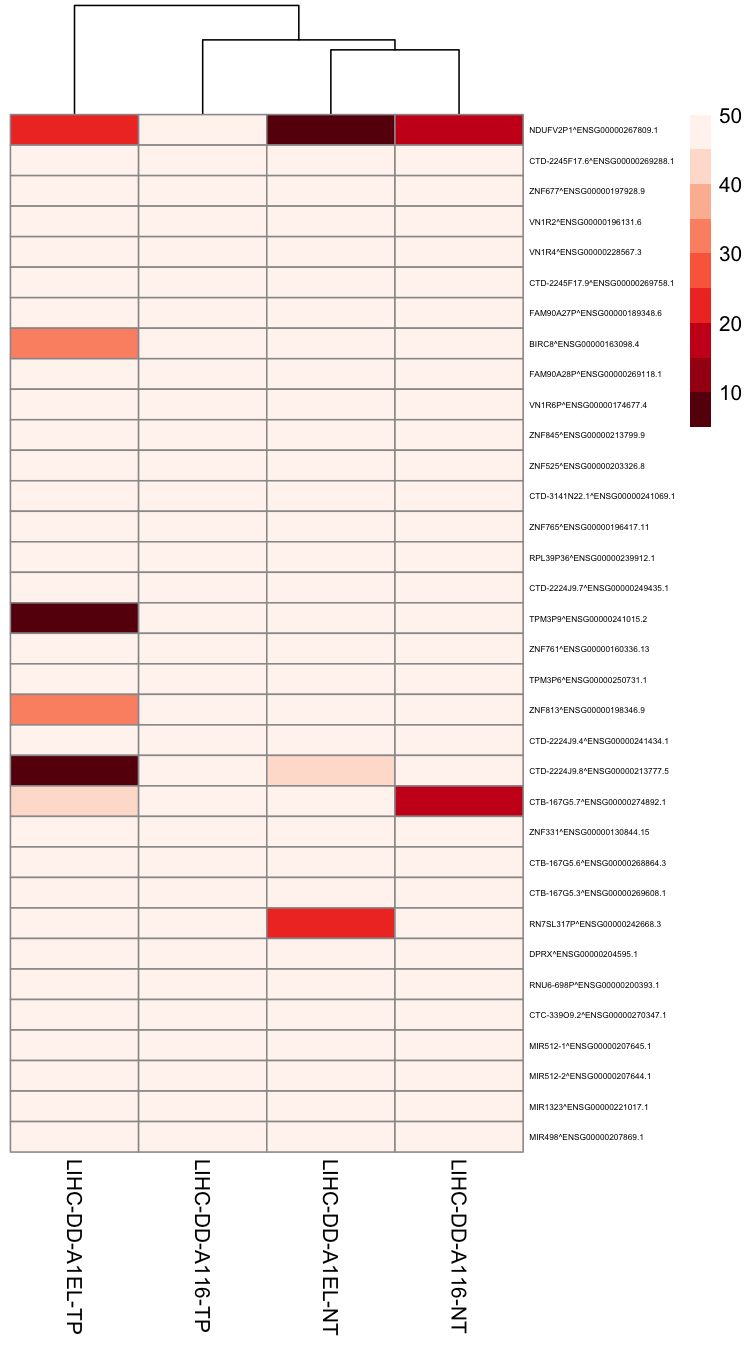 NDUFV2P1^ENSG00000267809.1
CTD-2245F17.6^ENSG00000269288.1
ZNF677^ENSG00000197928.9
VN1R2^ENSG00000196131.6
VN1R4^ENSG00000228567.3
CTD-2245F17.9^ENSG00000269758.1
FAM90A27P^ENSG00000189348.6
BIRC8^ENSG00000163098.4
FAM90A28P^ENSG00000269118.1
VN1R6P^ENSG00000174677.4
ZNF845^ENSG00000213799.9
ZNF525^ENSG00000203326.8
CTD-3141N22.1^ENSG00000241069.1
ZNF765^ENSG00000196417.11
RPL39P36^ENSG00000239912.1
CTD-2224J9.7^ENSG00000249435.1
TPM3P9^ENSG00000241015.2
ZNF761^ENSG00000160336.13
TPM3P6^ENSG00000250731.1
ZNF813^ENSG00000198346.9
CTD-2224J9.4^ENSG00000241434.1
CTD-2224J9.8^ENSG00000213777.5
CTB-167G5.7^ENSG00000274892.1
ZNF331^ENSG00000130844.15
CTB-167G5.6^ENSG00000268864.3
CTB-167G5.3^ENSG00000269608.1
RN7SL317P^ENSG00000242668.3
DPRX^ENSG00000204595.1
RNU6-698P^ENSG00000200393.1
CTC-339O9.2^ENSG00000270347.1
MIR512-1^ENSG00000207645.1
MIR512-2^ENSG00000207644.1
MIR1323^ENSG00000221017.1
MIR498^ENSG00000207869.1
50
40
30
20
10
LIHC-DD-A1EL-TP
LIHC-DD-A116-TP
LIHC-DD-A1EL-NT
LIHC-DD-A116-NT